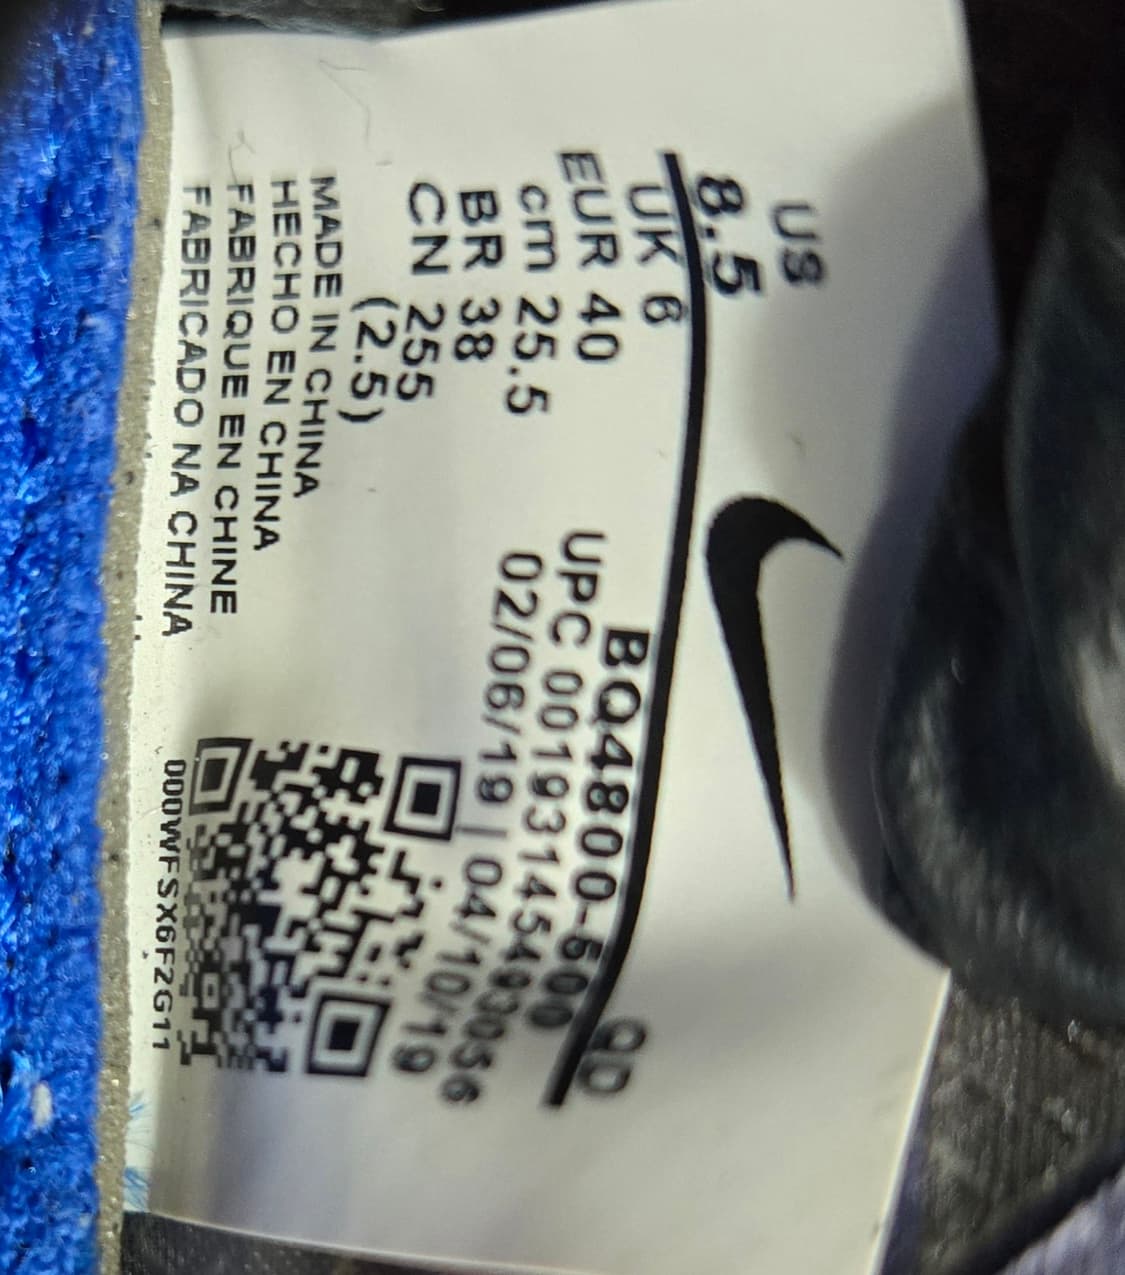 US
8.5
QD
UK 6
EUR 40
cm 25.5
BR 38
CN 255
(2.5)
BQ4800-500
UPC 00193145493056
02/06/19 | 04/10/19
MADE IN CHINA
HECHO EN CHINA
FABRIQUE EN CHINE
FABRICADO NA CHINA
000WFSX6F2G11